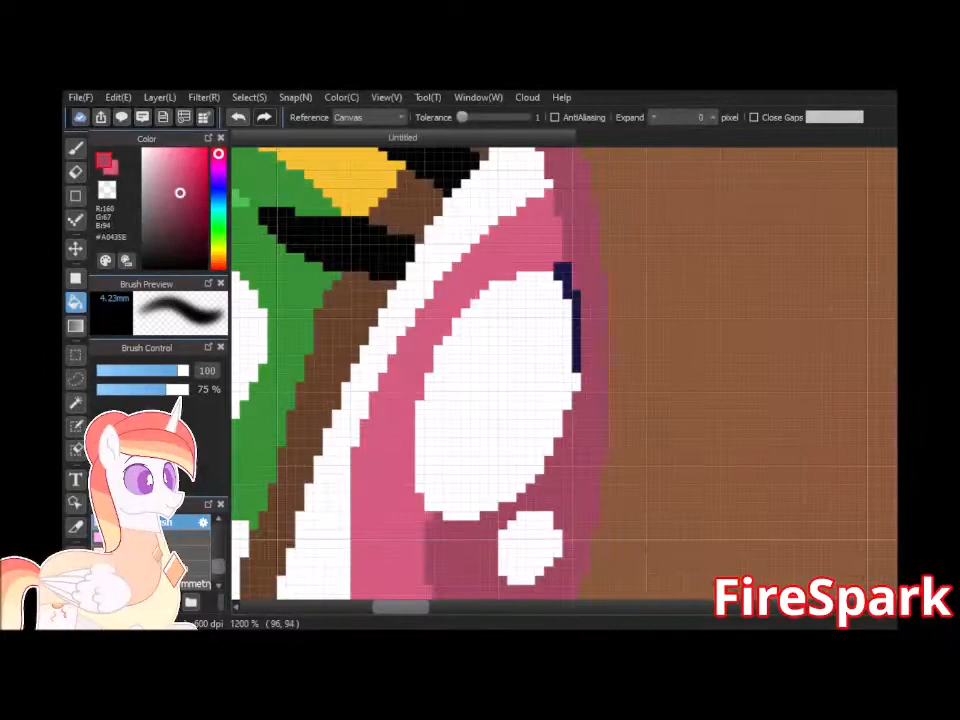 File(F) Edit(E) Layer(L) Filter(R) Select(S) Snap(N) Color(C) View(V) Tool(T) Window(W) Cloud Help
Reference Canvas Tolerance 1 AntiAliasing Expand 0 pixel Close Gaps
Color
Untitled
R:160
G:67
B:94
#A0435E
Brush Preview
4.23mm
Brush Control
100
75 %
T
FireSpark
600 dpi 1200 % ( 96, 94 )